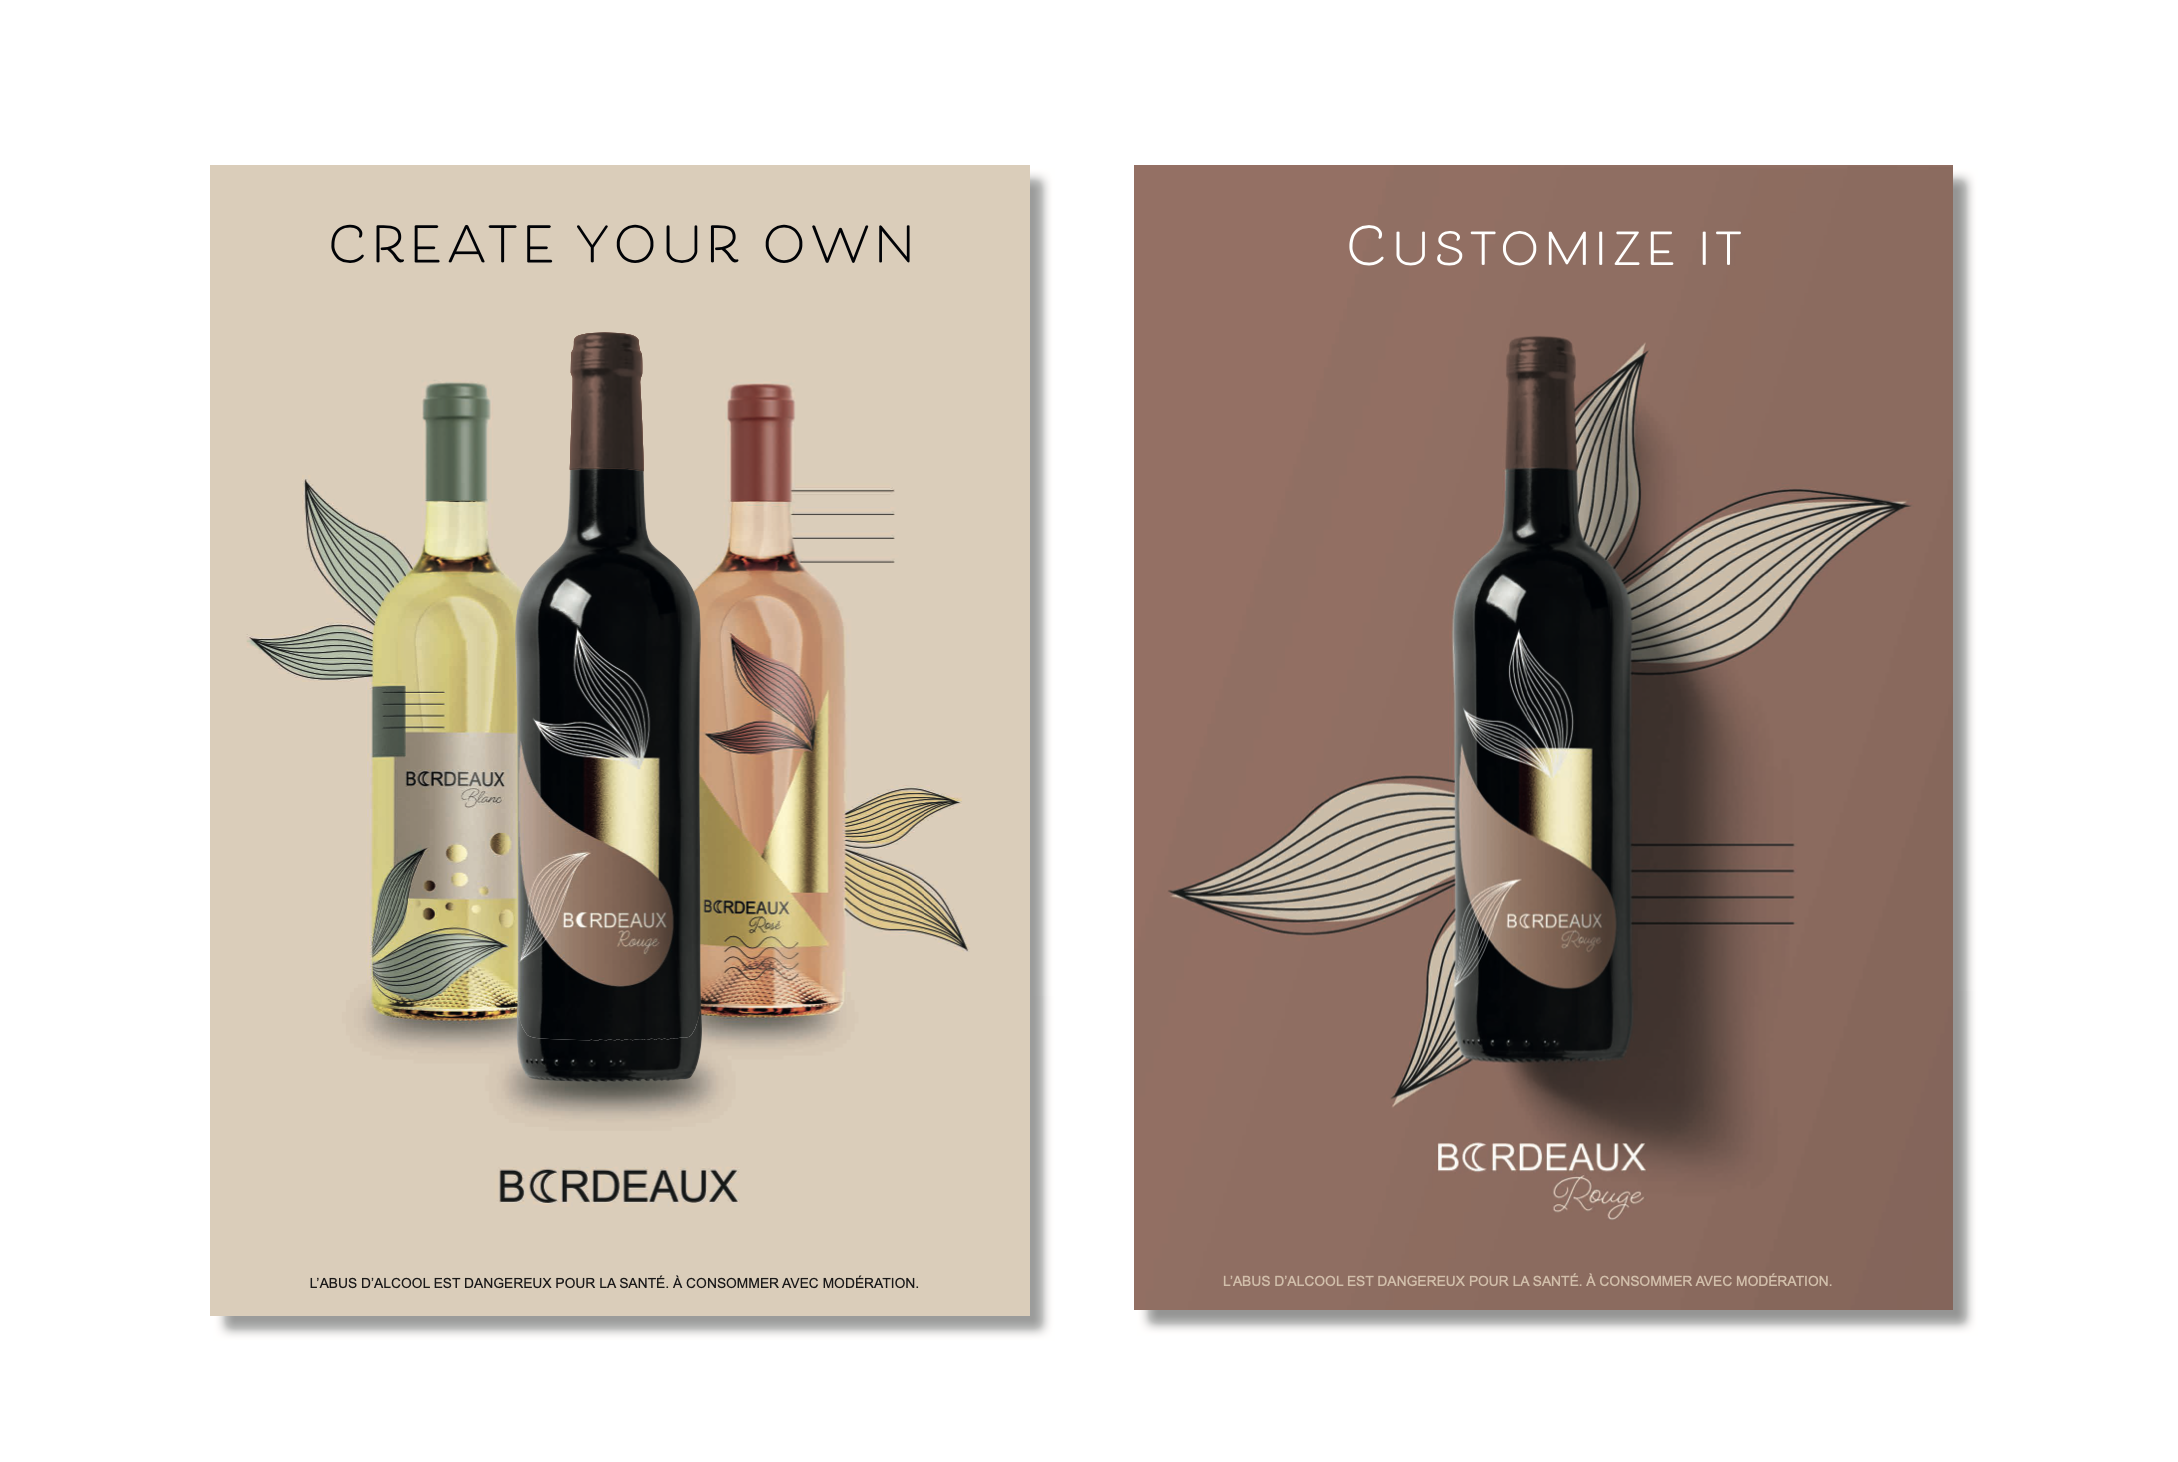 CREATE YOUR OWN
BORDEAUX
Blanc
BORDEAUX
Rouge
BORDEAUX
Rosé
BORDEAUX
L'ABUS D'ALCOOL EST DANGEREUX POUR LA SANTÉ. À CONSOMMER AVEC MODÉRATION.
CUSTOMIZE IT
BORDEAUX
Rouge
BORDEAUX
Rouge
L'ABUS D'ALCOOL EST DANGEREUX POUR LA SANTÉ. À CONSOMMER AVEC MODÉRATION.